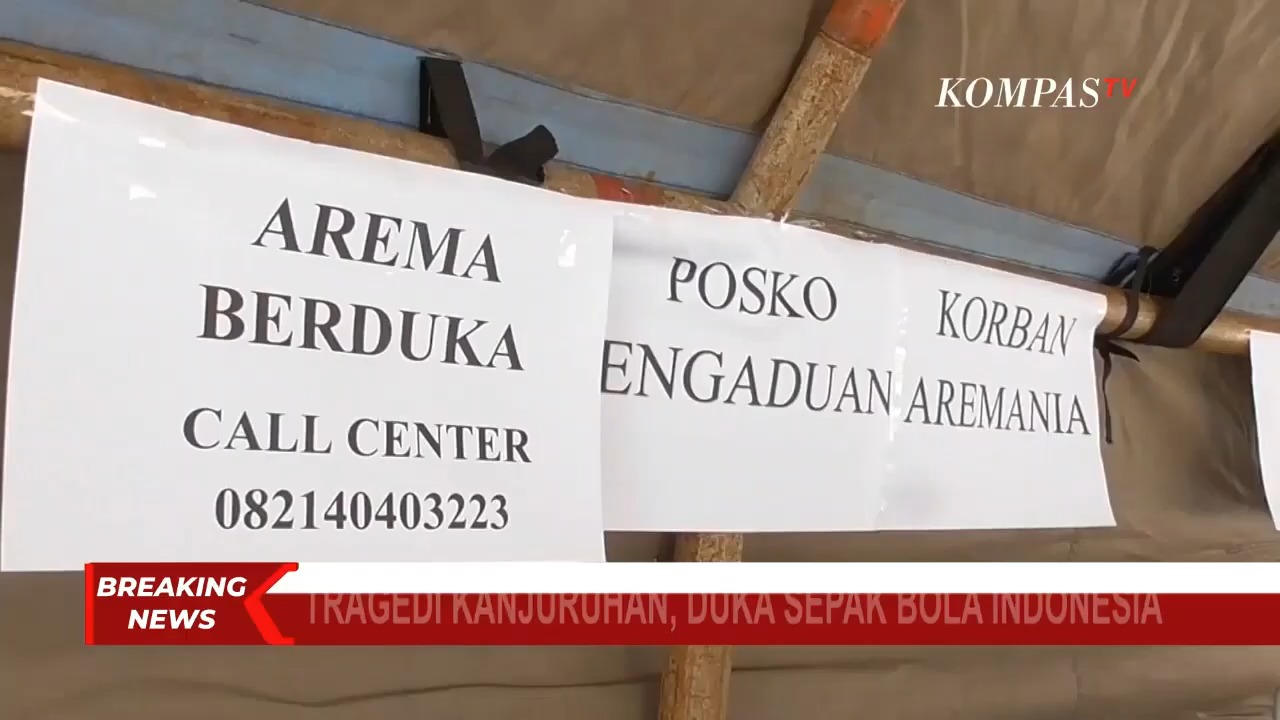 KOMPASTV
AREMA
BERDUKA
CALL CENTER
082140403223
POSKO
ENGADUAN
KORBAN
AREMANIA
BREAKING
NEWS
TRAGEDI KANJURUHAN, DUKA SEPAK BOLA INDONESIA